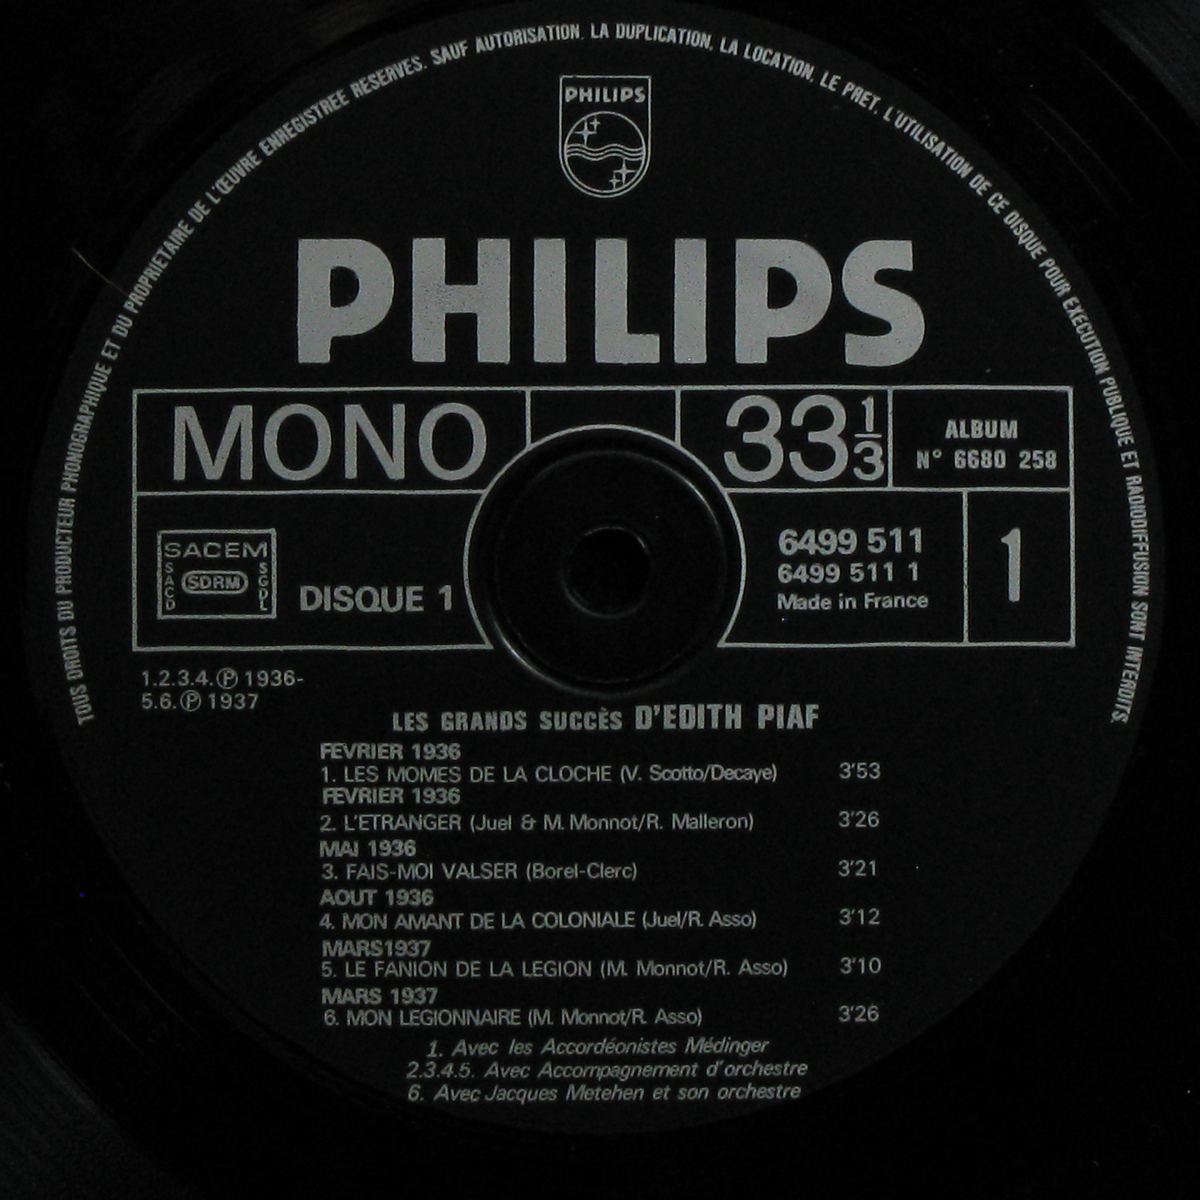 TOUS DROITS DU PRODUCTEUR PHONOGRAPHIQUE ET DU PROPRIETAIRE DE L'ŒUVRE ENREGISTREE RESERVES. SAUF AUTORISATION, LA DUPLICATION, LA LOCATION, LE PRET, L'UTILISATION DE CE DISQUE POUR EXECUTION PUBLIQUE ET RADIODIFFUSION SONT INTERDITS
PHILIPS
PHILIPS
MONO
33 1/3
ALBUM
N° 6680 258
SACEM
SACD
SDRM
SGDL
DISQUE 1
6499 511
6499 511 1
Made in France
1
1.2.3.4.℗ 1936-
5.6.℗ 1937
LES GRANDS SUCCÈS D'EDITH PIAF
FEVRIER 1936
1. LES MOMES DE LA CLOCHE (V. Scotto/Decaye) 3'53
FEVRIER 1936
2. L'ETRANGER (Juel & M. Monnot/R. Malleron) 3'26
MAI 1936
3. FAIS-MOI VALSER (Borel-Clerc) 3'21
AOUT 1936
4. MON AMANT DE LA COLONIALE (Juel/R. Asso) 3'12
MARS1937
5. LE FANION DE LA LEGION (M. Monnot/R. Asso) 3'10
MARS 1937
6. MON LEGIONNAIRE (M. Monnot/R. Asso) 3'26
1. Avec les Accordéonistes Médinger
2.3.4.5. Avec Accompagnement d'orchestre
6. Avec Jacques Metehen et son orchestre